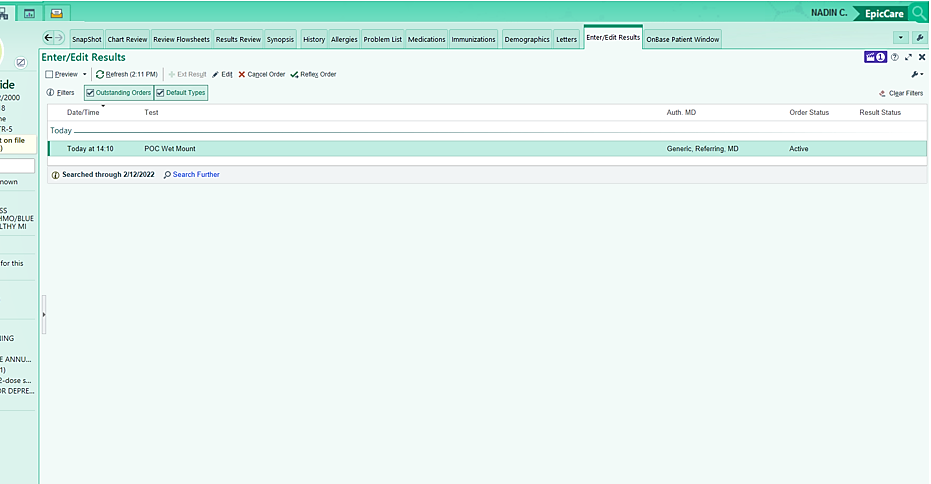 NADIN C. EpicCare
SnapShot Chart Review Review Flowsheets Results Review Synopsis History Allergies Problem List Medications Immunizations Demographics Letters Enter/Edit Results OnBase Patient Window
Enter/Edit Results 1
Preview Refresh (2:11 PM) Ext Result Edit Cancel Order Reflex Order
Filters Outstanding Orders Default Types Clear Filters
Date/Time Test Auth. MD Order Status Result Status
Today
Today at 14:10 POC Wet Mount Generic, Referring, MD Active
Searched through 2/12/2022 Search Further
ide
/2000
8
ne
TR-5
t on file
)
nown
SS
HMO/BLUE
LTHY MI
for this
ING
E ANNU...
1)
2-dose s...
OR DEPRE...